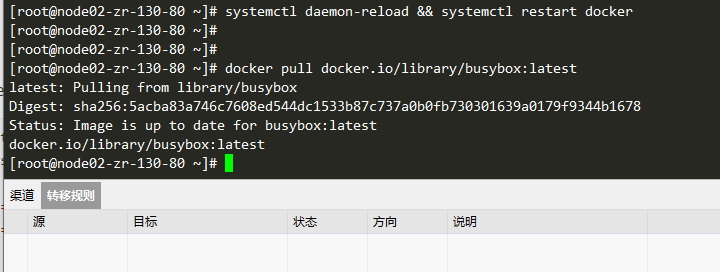 [root@node02-zr-130-80 ~]# systemctl daemon-reload && systemctl restart docker
[root@node02-zr-130-80 ~]#
[root@node02-zr-130-80 ~]#
[root@node02-zr-130-80 ~]# docker pull docker.io/library/busybox:latest
latest: Pulling from library/busybox
Digest: sha256:5acba83a746c7608ed544dc1533b87c737a0b0fb730301639a0179f9344b1678
Status: Image is up to date for busybox:latest
docker.io/library/busybox:latest
[root@node02-zr-130-80 ~]#
渠道 转移规则
源 目标 状态 方向 说明